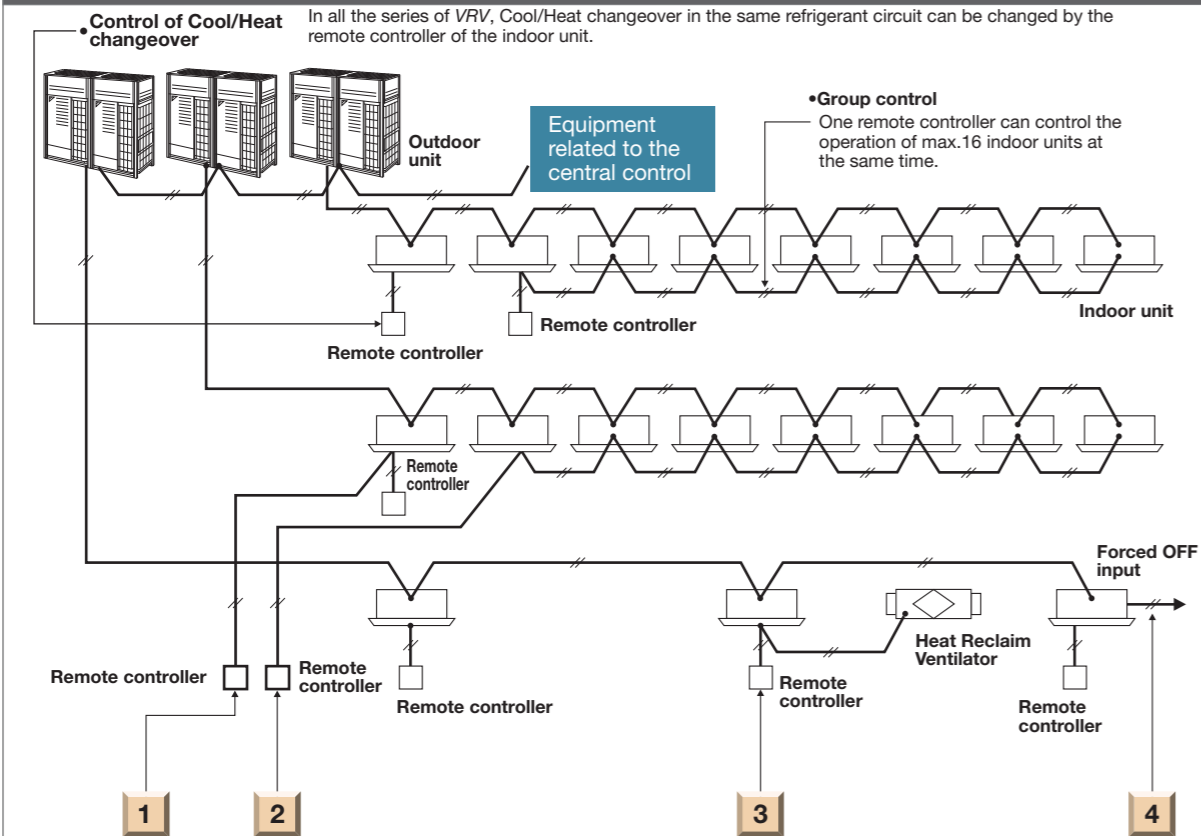 •Control of Cool/Heat
changeover
In all the series of VRV, Cool/Heat changeover in the same refrigerant circuit can be changed by the
remote controller of the indoor unit.
Outdoor
unit
Equipment
related to the
central control
•Group control
One remote controller can control the
operation of max.16 indoor units at
the same time.
Indoor unit
Remote controller
Remote controller
Remote
controller
Forced OFF
input
Heat Reclaim
Ventilator
Remote controller
Remote
controller
Remote controller
Remote
controller
Remote
controller
1
2
3
4